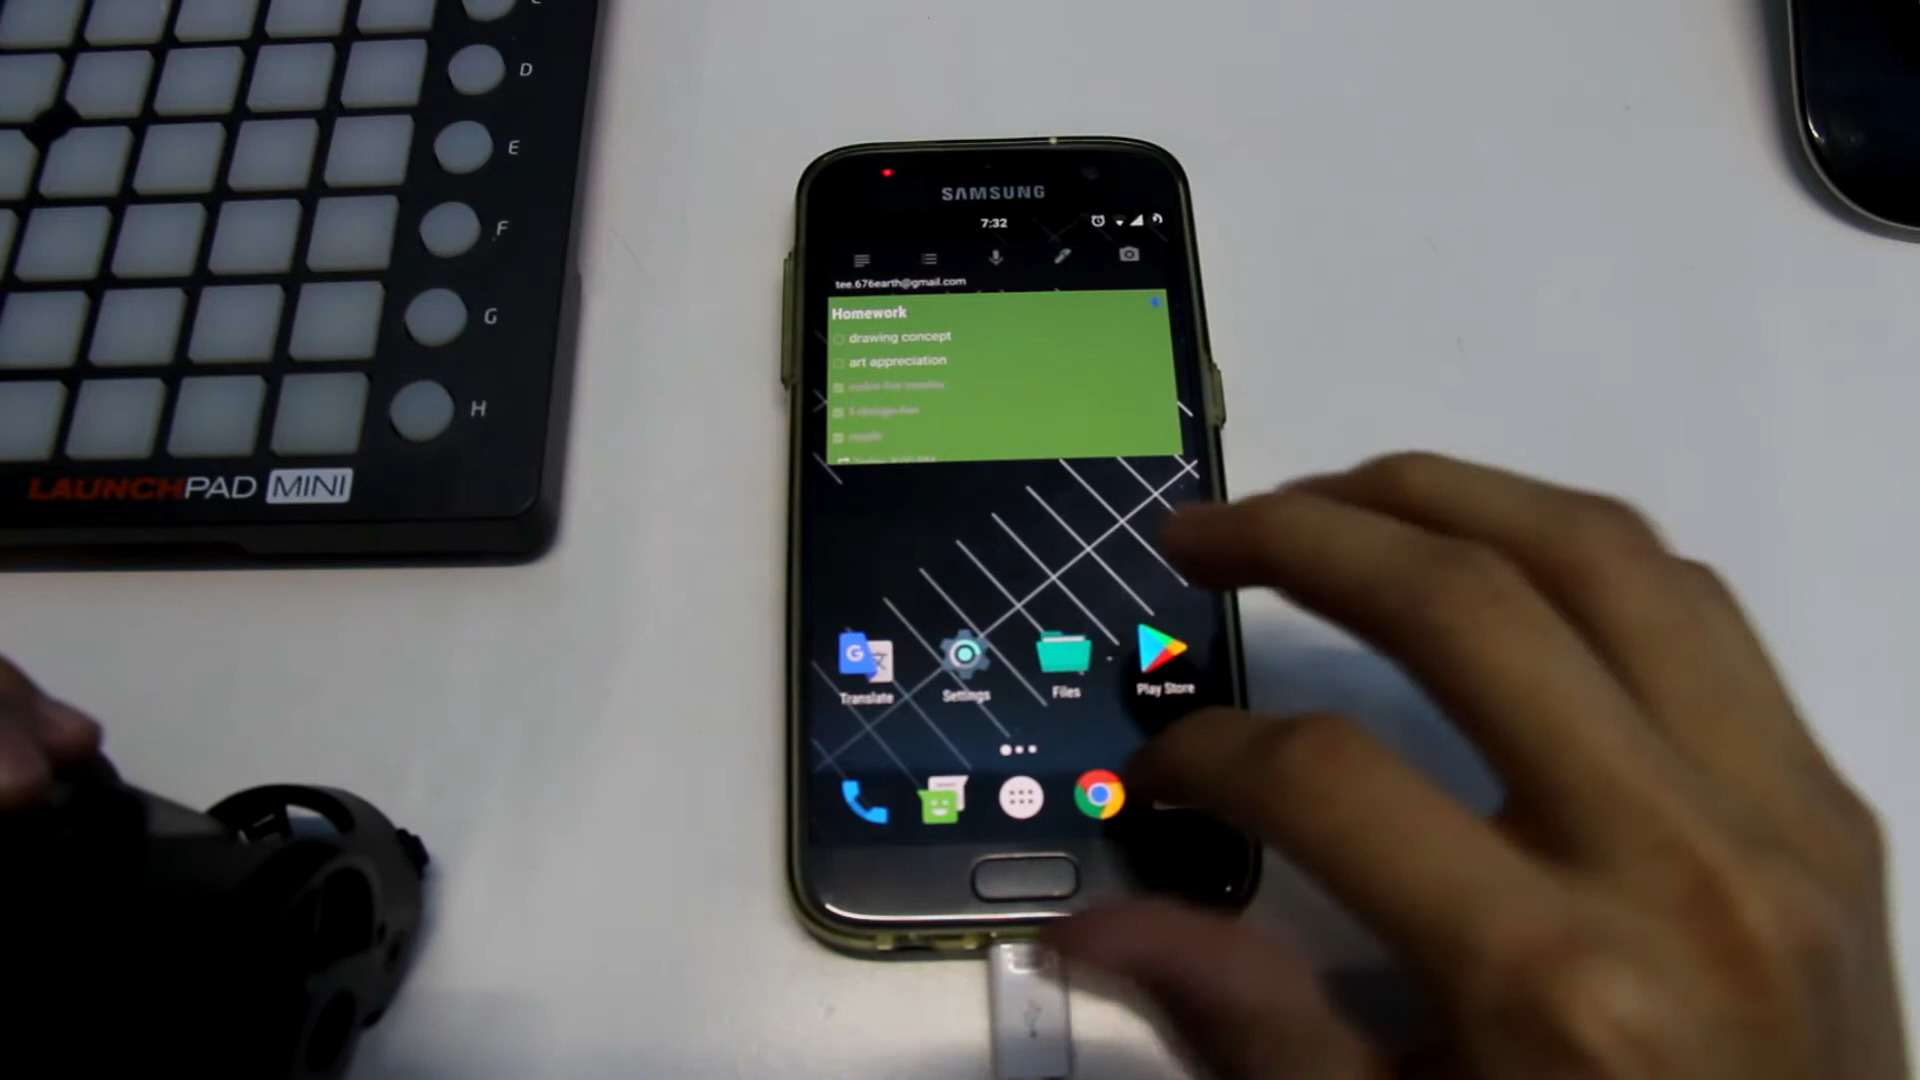 D
E
F
G
H
LAUNCHPAD MINI
SAMSUNG
7:32
tee.676earth@gmail.com
Homework
drawing concept
art appreciation
Translate
Settings
Files
Play Store